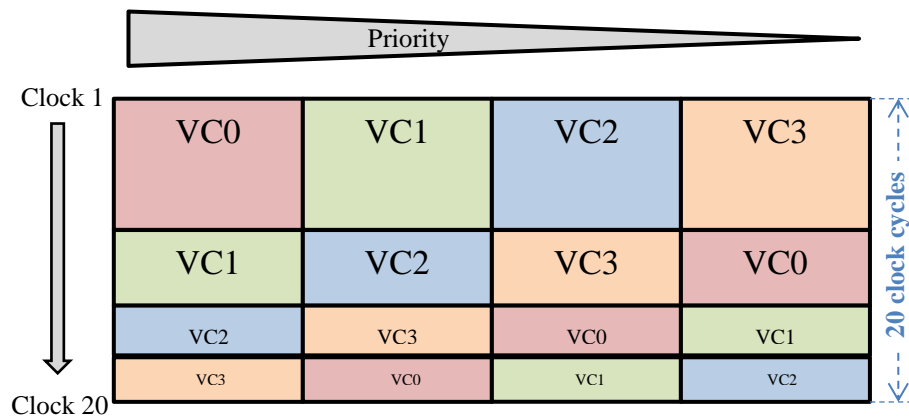 Priority
Clock 1
VC0 VC1 VC2 VC3
VC1 VC2 VC3 VC0
VC2 VC3 VC0 VC1
VC3 VC0 VC1 VC2
Clock 20
20 clock cycles